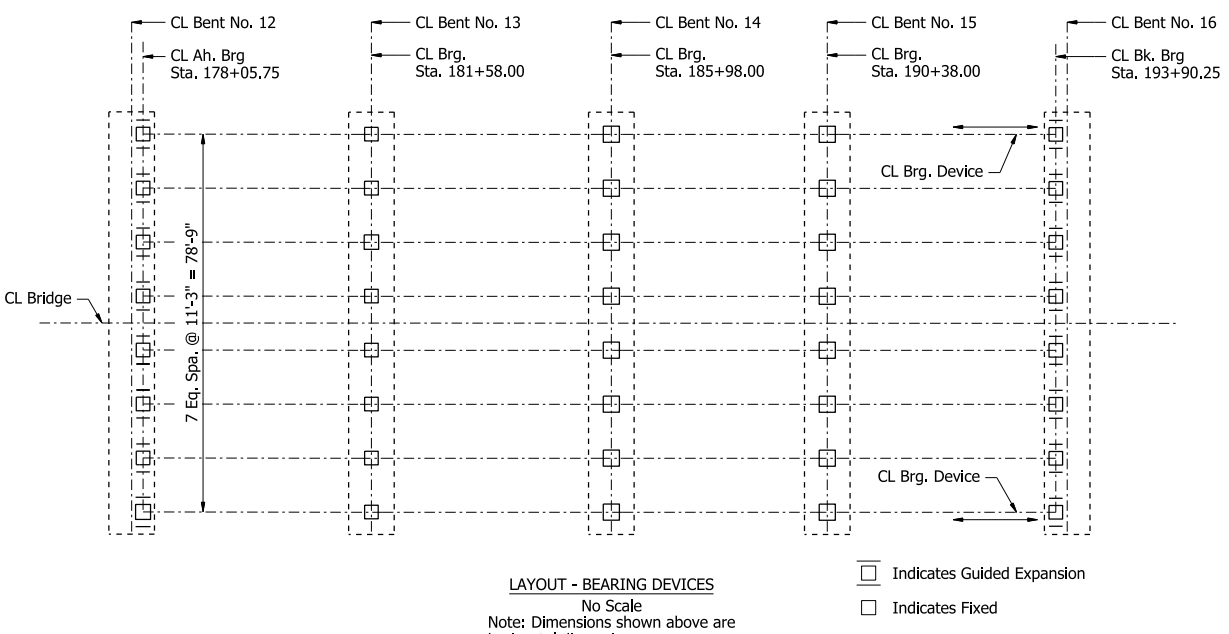 CL Bent No. 12
CL Bent No. 13
CL Bent No. 14
CL Bent No. 15
CL Bent No. 16
CL Ah. Brg
Sta. 178+05.75
CL Brg.
Sta. 181+58.00
CL Brg.
Sta. 185+98.00
CL Brg.
Sta. 190+38.00
CL Bk. Brg
Sta. 193+90.25
CL Brg. Device
7 Eq. Spa. @ 11'-3" = 78'-9"
CL Bridge
CL Brg. Device
LAYOUT - BEARING DEVICES
No Scale
Note: Dimensions shown above are
Indicates Guided Expansion
Indicates Fixed